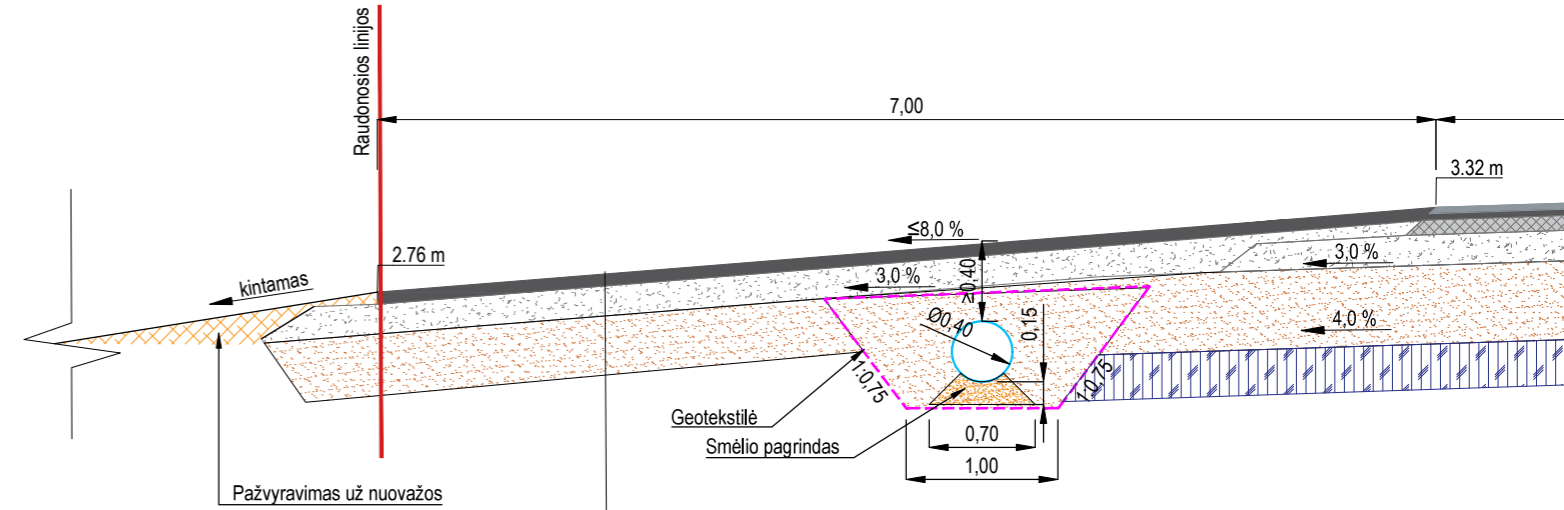 Raudonosios linijos
7,00
3.32 m
≤8,0 %
2.76 m
3,0 %
3,0 %
kintamas
≥0,40
Ø0,40
0,15
4,0 %
1:0,75
1:0,75
Geotekstilė
Smėlio pagrindas
0,70
1,00
Pažvyravimas už nuovažos